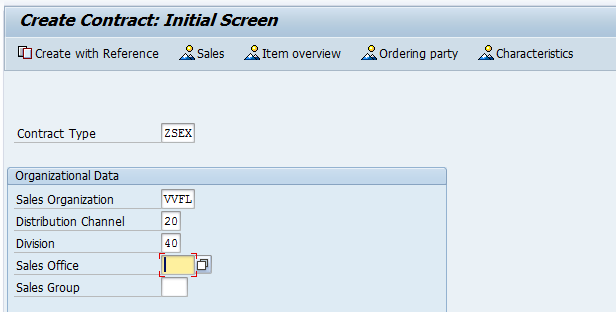 Create Contract: Initial Screen
Create with Reference Sales Item overview Ordering party Characteristics
Contract Type ZSEX
Organizational Data
Sales Organization VVFL
Distribution Channel 20
Division 40
Sales Office
Sales Group